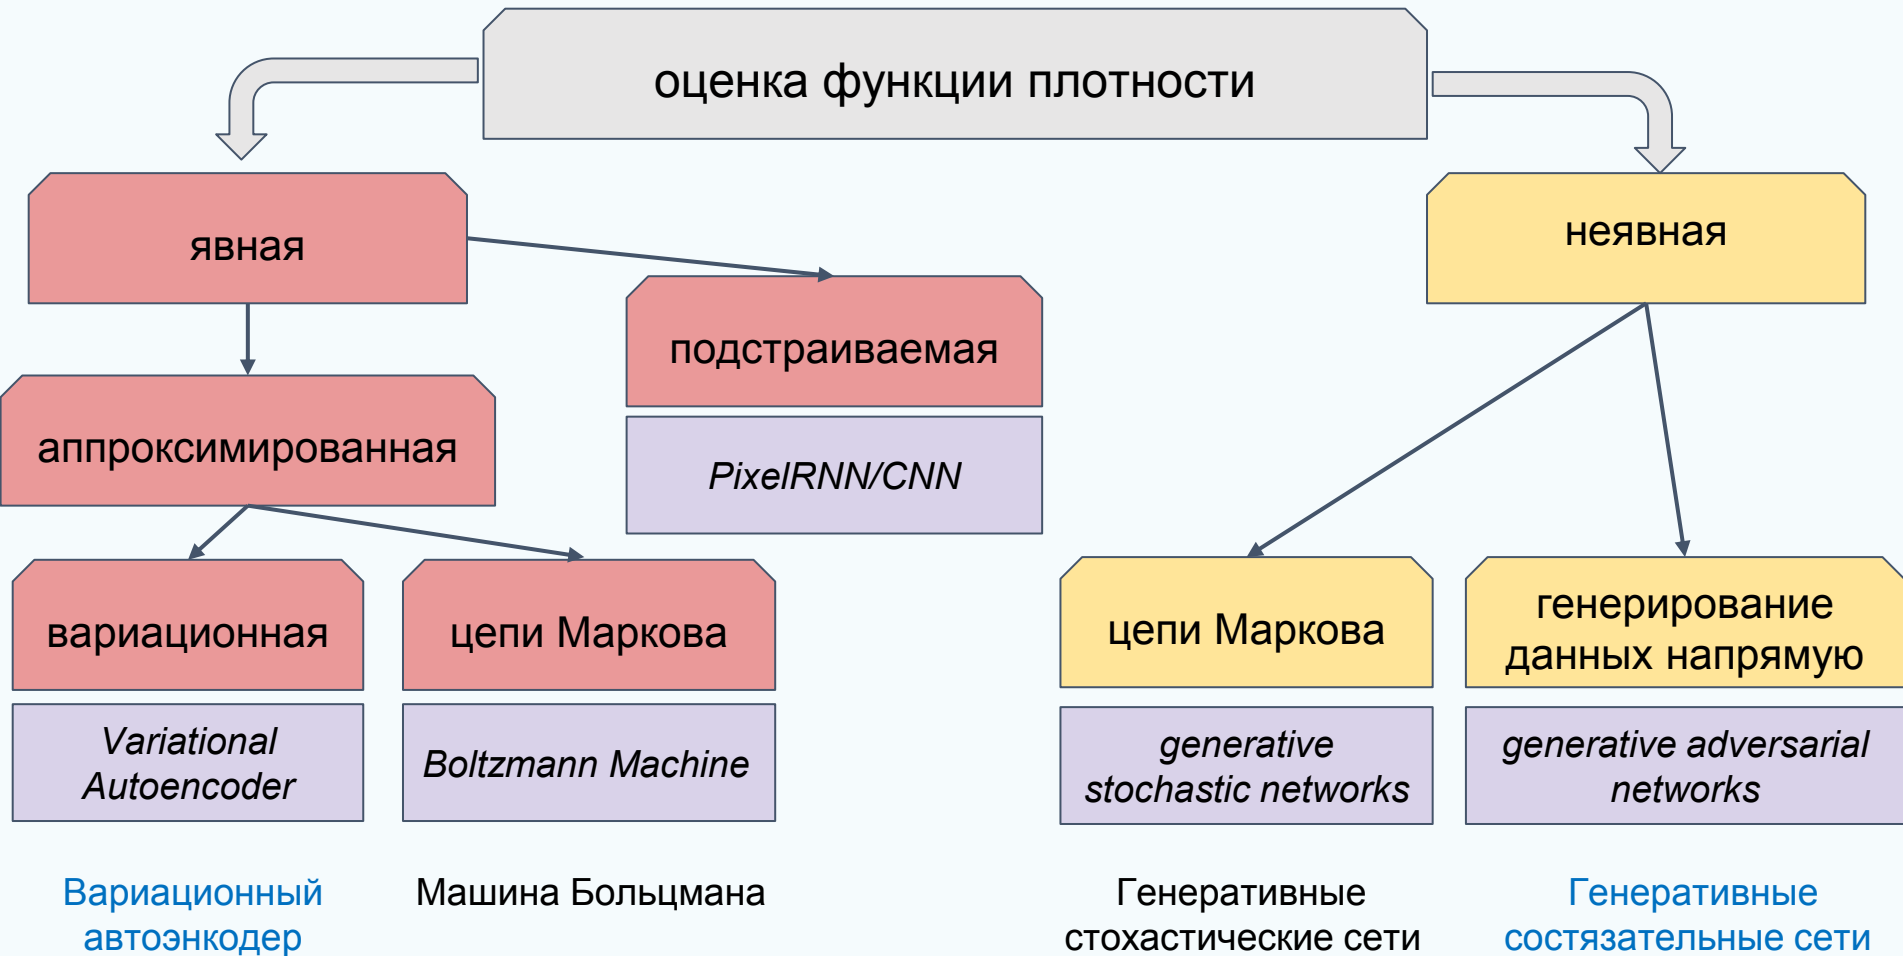 оценка функции плотности
явная
неявная
подстраиваемая
аппроксимированная
PixelRNN/CNN
вариационная
цепи Маркова
цепи Маркова
генерирование
данных напрямую
Variational
Autoencoder
Boltzmann Machine
generative
stochastic networks
generative adversarial
networks
Вариационный
автоэнкодер
Машина Больцмана
Генеративные
стохастические сети
Генеративные
состязательные сети